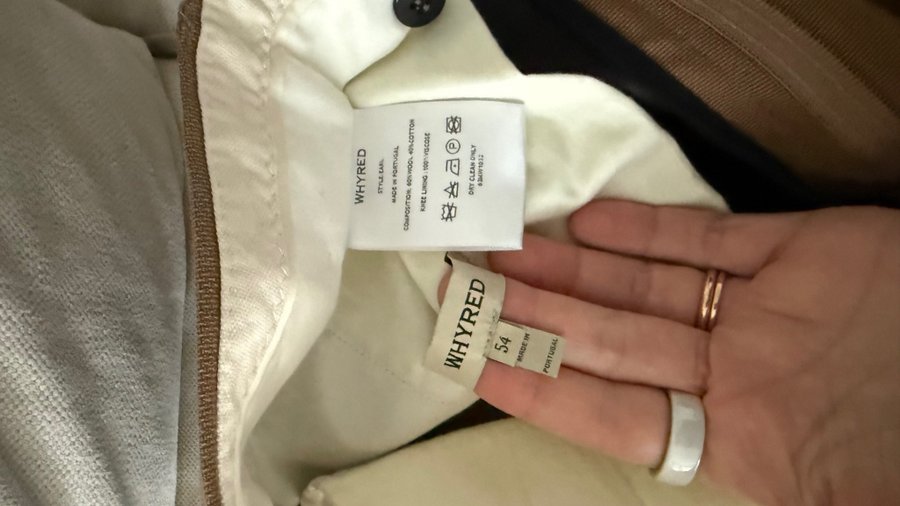 WHYRED
STYLE: EARL
MADE IN PORTUGAL
COMPOSITION: 60% WOOL 40% COTTON
KNEE LINING: 100% VISCOSE
DRY CLEAN ONLY
WHYRED
54
MADE IN
PORTUGAL